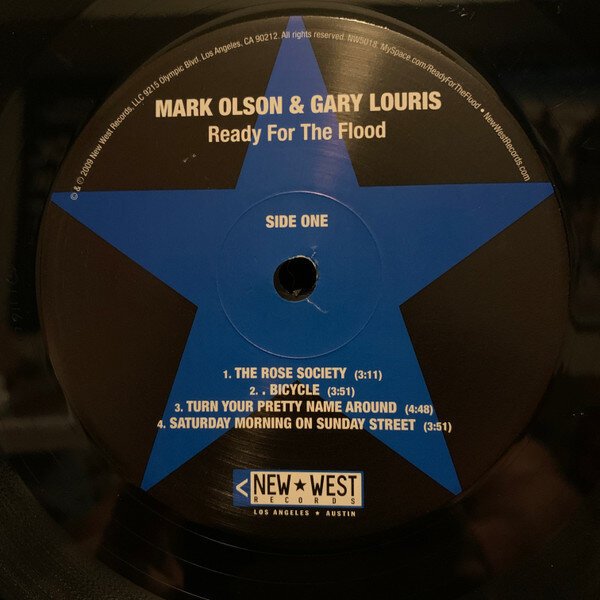 © & ℗ 2009 New West Records, LLC 9215 Olympic Blvd. Los Angeles, CA 90212. All rights reserved. NW5018 MySpace.com/ReadyForTheFlood • NewWestRecords.com
MARK OLSON & GARY LOURIS
Ready For The Flood
SIDE ONE
1. THE ROSE SOCIETY (3:11)
2. . BICYCLE (3:51)
3. TURN YOUR PRETTY NAME AROUND (4:48)
4. SATURDAY MORNING ON SUNDAY STREET (3:51)
<NEW★WEST
RECORDS
LOS ANGELES ★ AUSTIN